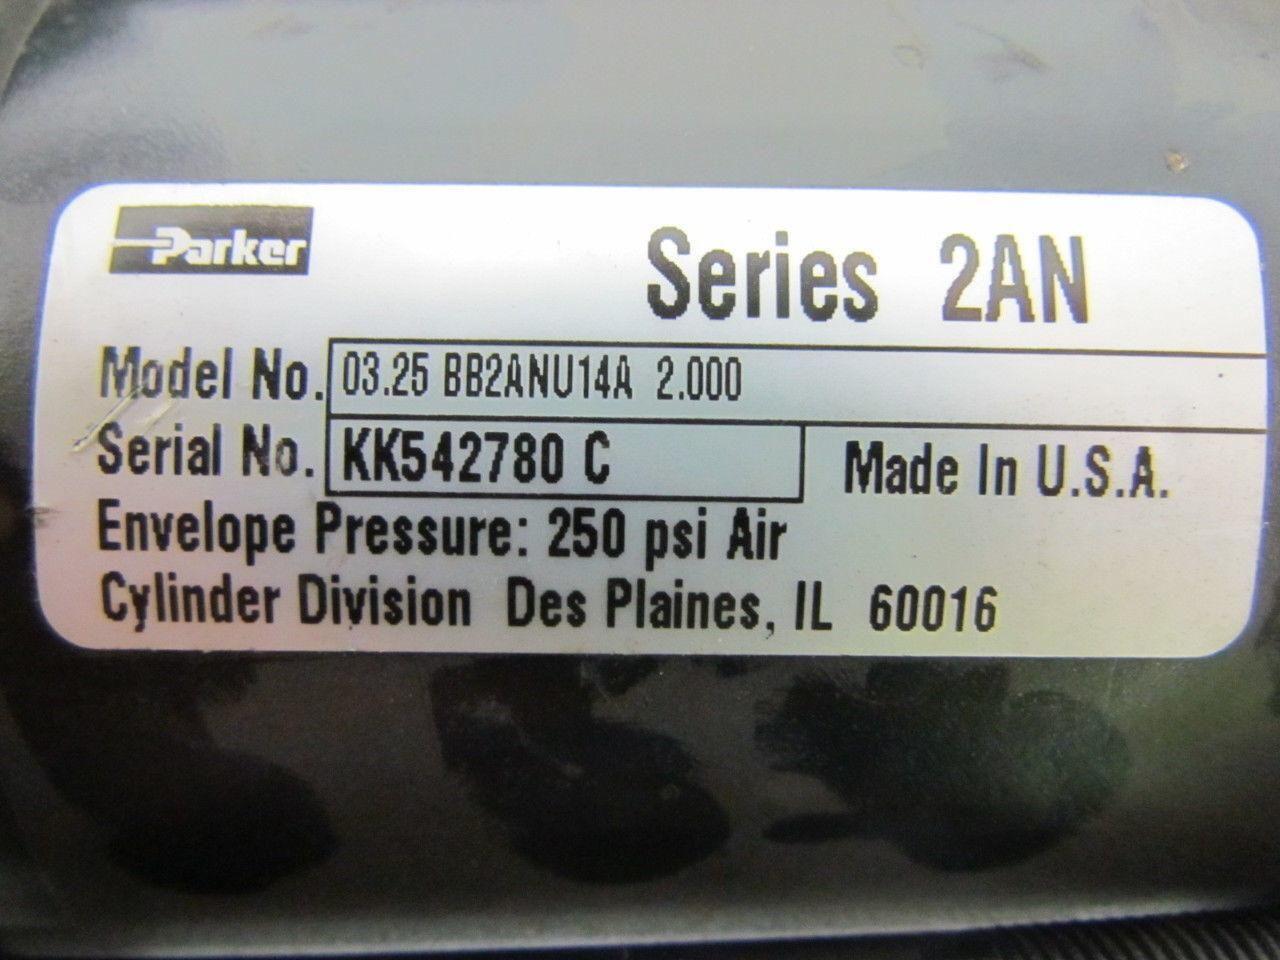 Parker
Series 2AN
Model No. 03.25 BB2ANU14A 2.000
Serial No. KK542780 C Made In U.S.A.
Envelope Pressure: 250 psi Air
Cylinder Division Des Plaines, IL 60016